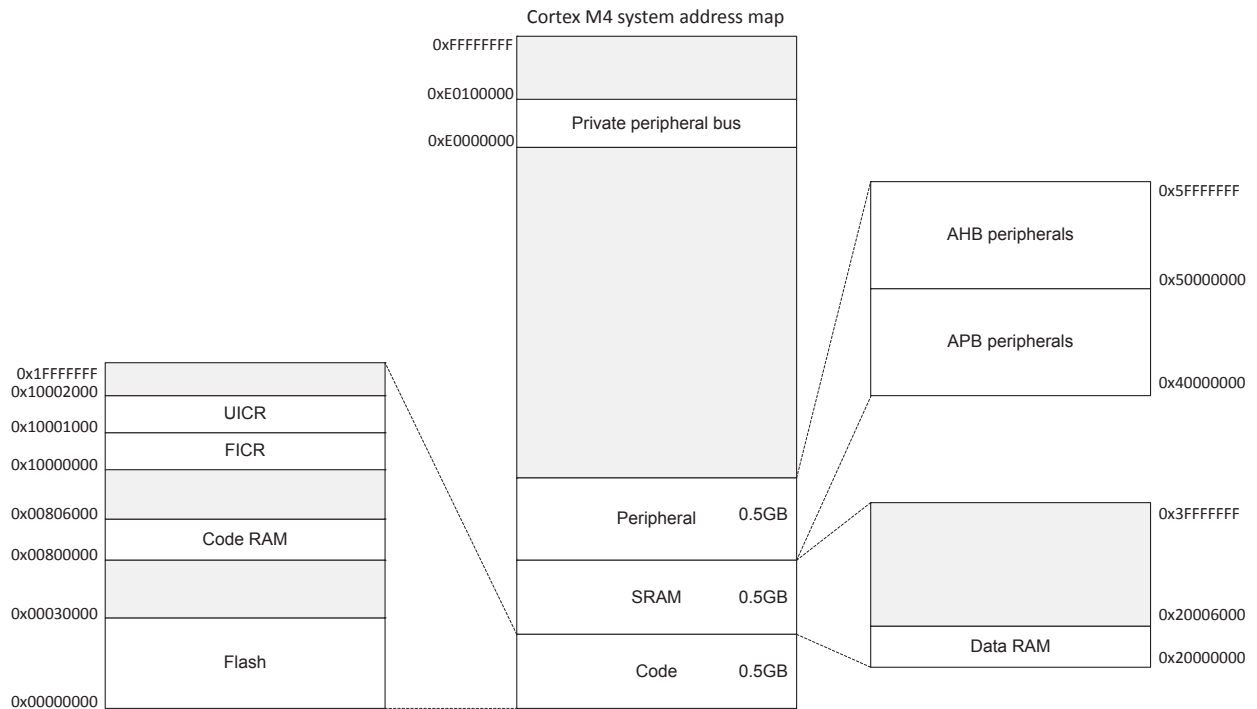 Cortex M4 system address map
0xFFFFFFFF
0xE0100000
Private peripheral bus
0xE0000000
0x5FFFFFFF
AHB peripherals
0x50000000
APB peripherals
0x40000000
0x1FFFFFFF
0x10002000
UICR
0x10001000
FICR
0x10000000
0x00806000
Code RAM
0x00800000
0x00030000
Flash
0x00000000
Peripheral 0.5GB
SRAM 0.5GB
Code 0.5GB
0x3FFFFFFF
0x20006000
Data RAM
0x20000000